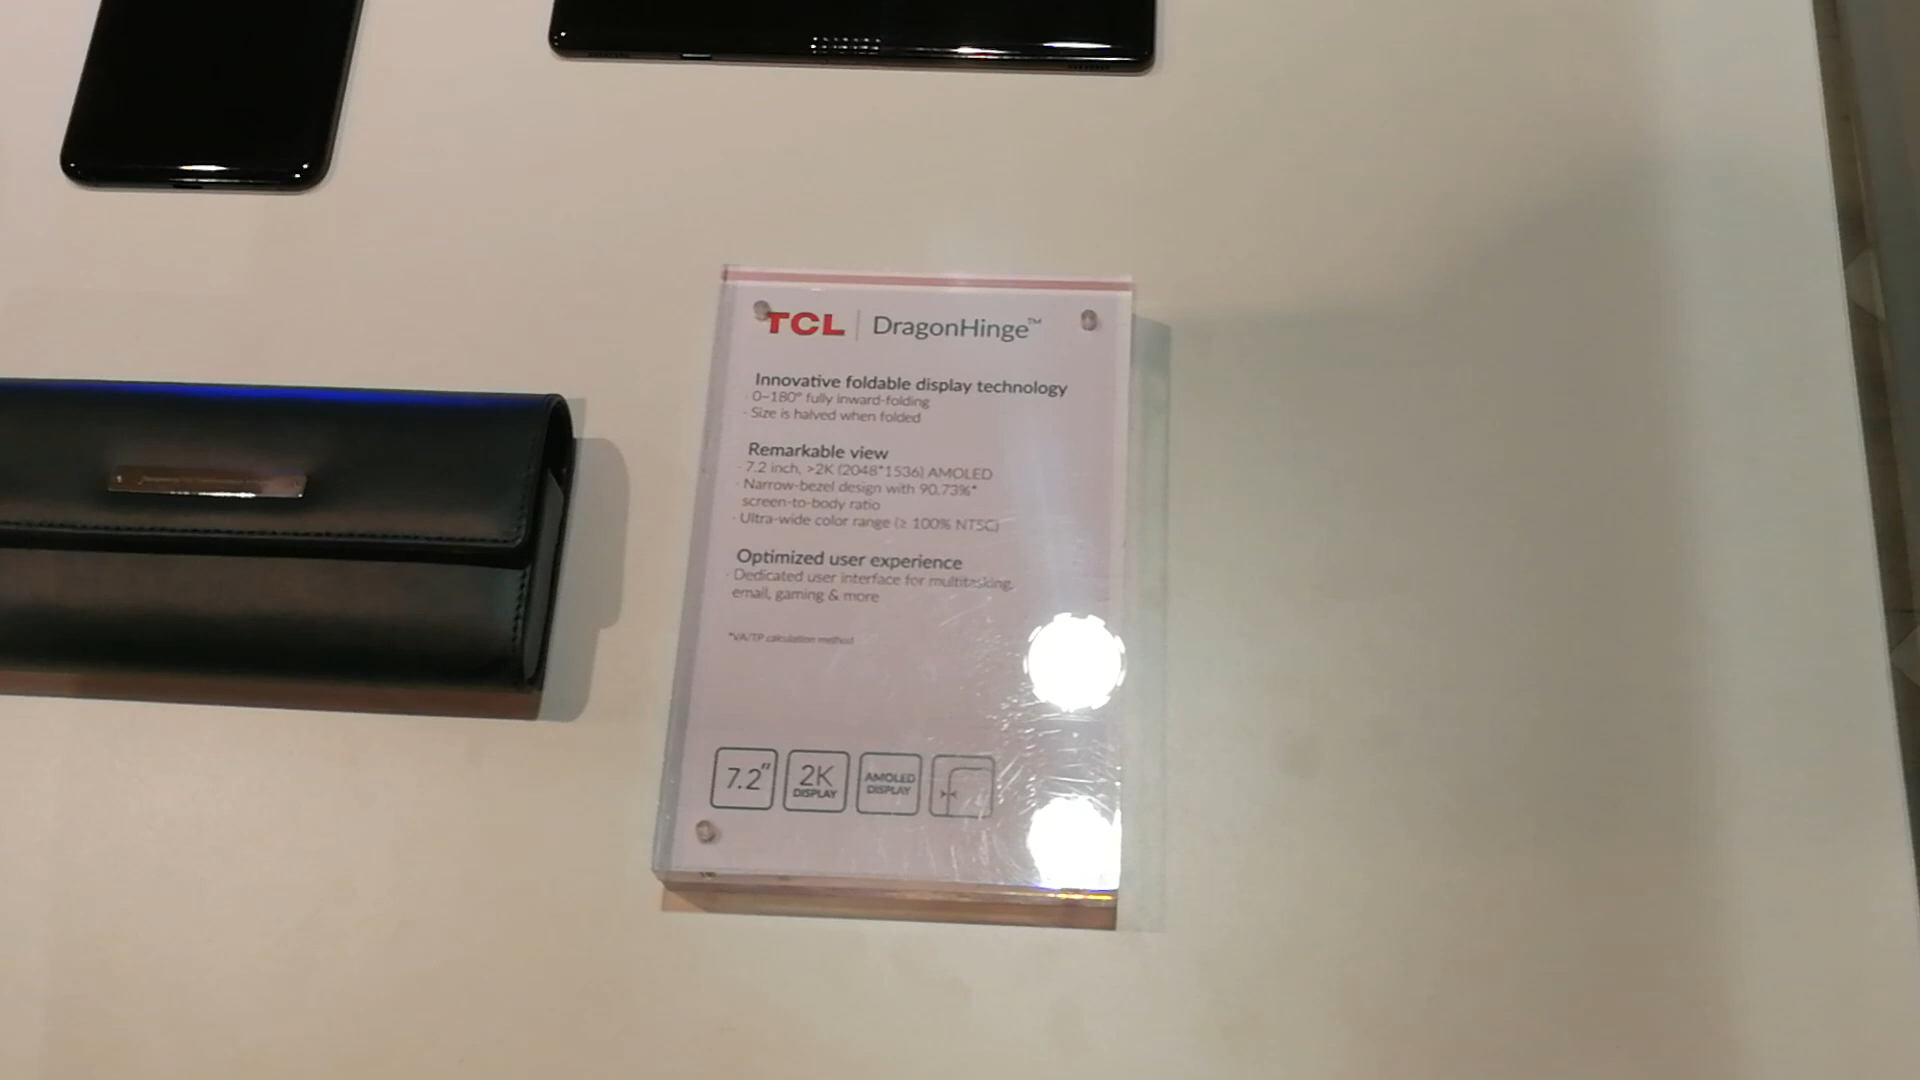 TCL | DragonHinge™
Innovative foldable display technology
· 0~180° fully inward-folding
· Size is halved when folded
Remarkable view
· 7.2 inch, >2K (2048*1536) AMOLED
· Narrow-bezel design with 90.73%*
screen-to-body ratio
· Ultra-wide color range (≥ 100% NTSC)
Optimized user experience
· Dedicated user interface for multitasking,
email, gaming & more
*VA/TP calculation method
7.2"
2K
DISPLAY
AMOLED
DISPLAY